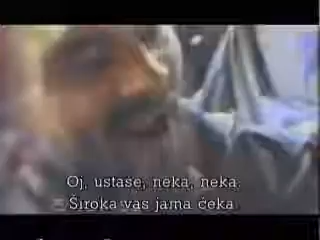 Oj, ustaše, neka, neka.
Široka vas jama čeka.